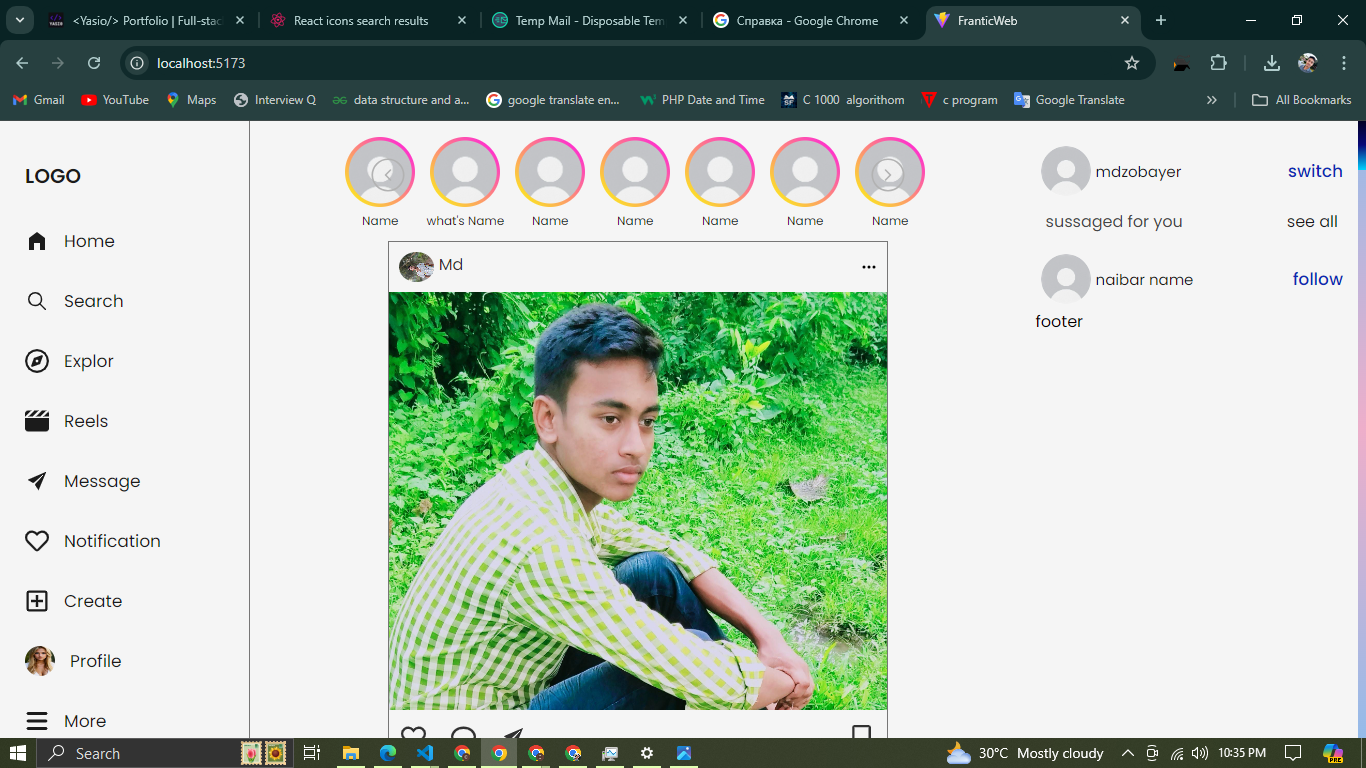 <Yasio/> Portfolio | Full-stac
React icons search results
Temp Mail - Disposable Tem
Справка - Google Chrome
FranticWeb
localhost:5173
Gmail
YouTube
Maps
Interview Q
data structure and a...
google translate en...
PHP Date and Time
C 1000 algorithom
c program
Google Translate
All Bookmarks
LOGO
Home
Search
Explor
Reels
Message
Notification
Create
Profile
More
Name
what's Name
Name
Name
Name
Name
Name
Md
mdzobayer
switch
sussaged for you
see all
naibar name
follow
footer
Search
30°C Mostly cloudy
10:35 PM
PRE